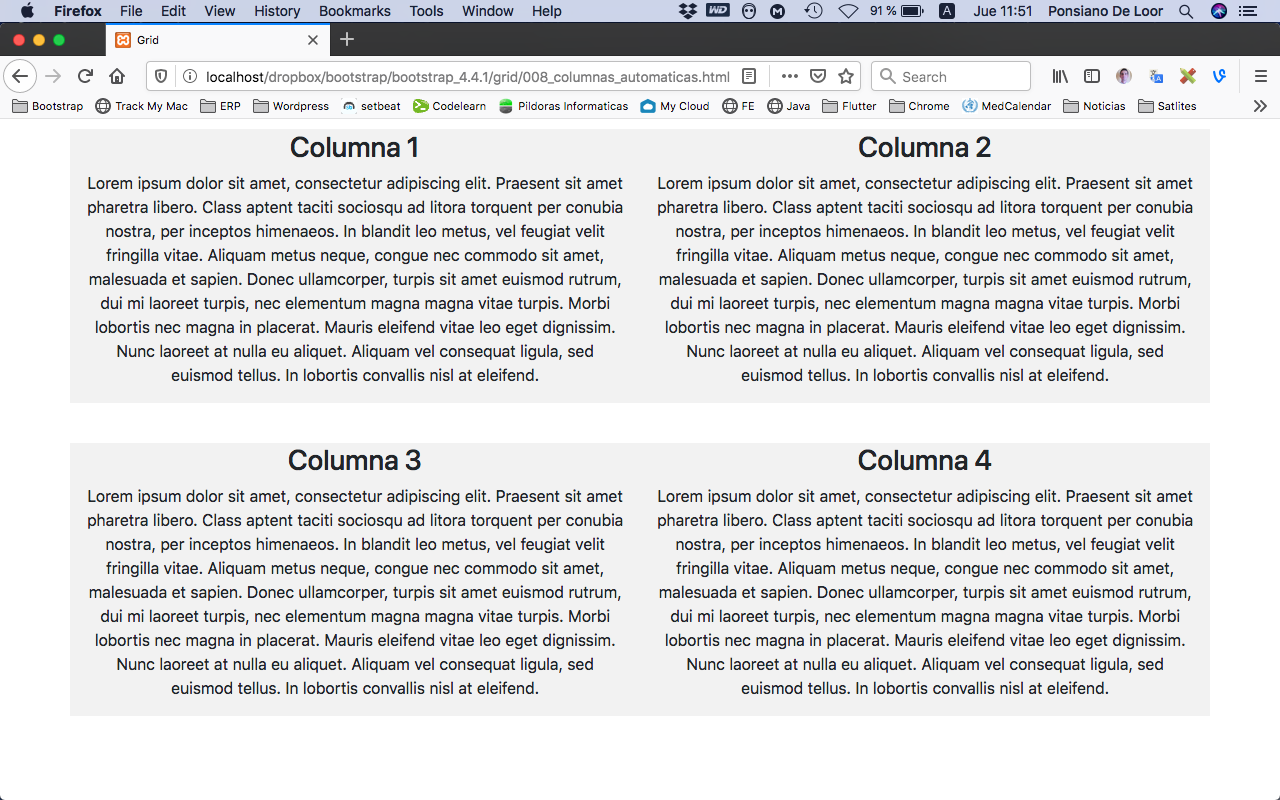 Firefox File Edit View History Bookmarks Tools Window Help WD 91 % A Jue 11:51 Ponsiano De Loor
Grid
localhost/dropbox/bootstrap/bootstrap_4.4.1/grid/008_columnas_automaticas.html Search
Bootstrap Track My Mac ERP Wordpress setbeat Codelearn Pildoras Informaticas My Cloud FE Java Flutter Chrome MedCalendar Noticias Satlites
Columna 1
Lorem ipsum dolor sit amet, consectetur adipiscing elit. Praesent sit amet
pharetra libero. Class aptent taciti sociosqu ad litora torquent per conubia
nostra, per inceptos himenaeos. In blandit leo metus, vel feugiat velit
fringilla vitae. Aliquam metus neque, congue nec commodo sit amet,
malesuada et sapien. Donec ullamcorper, turpis sit amet euismod rutrum,
dui mi laoreet turpis, nec elementum magna magna vitae turpis. Morbi
lobortis nec magna in placerat. Mauris eleifend vitae leo eget dignissim.
Nunc laoreet at nulla eu aliquet. Aliquam vel consequat ligula, sed
euismod tellus. In lobortis convallis nisl at eleifend.
Columna 2
Lorem ipsum dolor sit amet, consectetur adipiscing elit. Praesent sit amet
pharetra libero. Class aptent taciti sociosqu ad litora torquent per conubia
nostra, per inceptos himenaeos. In blandit leo metus, vel feugiat velit
fringilla vitae. Aliquam metus neque, congue nec commodo sit amet,
malesuada et sapien. Donec ullamcorper, turpis sit amet euismod rutrum,
dui mi laoreet turpis, nec elementum magna magna vitae turpis. Morbi
lobortis nec magna in placerat. Mauris eleifend vitae leo eget dignissim.
Nunc laoreet at nulla eu aliquet. Aliquam vel consequat ligula, sed
euismod tellus. In lobortis convallis nisl at eleifend.
Columna 3
Lorem ipsum dolor sit amet, consectetur adipiscing elit. Praesent sit amet
pharetra libero. Class aptent taciti sociosqu ad litora torquent per conubia
nostra, per inceptos himenaeos. In blandit leo metus, vel feugiat velit
fringilla vitae. Aliquam metus neque, congue nec commodo sit amet,
malesuada et sapien. Donec ullamcorper, turpis sit amet euismod rutrum,
dui mi laoreet turpis, nec elementum magna magna vitae turpis. Morbi
lobortis nec magna in placerat. Mauris eleifend vitae leo eget dignissim.
Nunc laoreet at nulla eu aliquet. Aliquam vel consequat ligula, sed
euismod tellus. In lobortis convallis nisl at eleifend.
Columna 4
Lorem ipsum dolor sit amet, consectetur adipiscing elit. Praesent sit amet
pharetra libero. Class aptent taciti sociosqu ad litora torquent per conubia
nostra, per inceptos himenaeos. In blandit leo metus, vel feugiat velit
fringilla vitae. Aliquam metus neque, congue nec commodo sit amet,
malesuada et sapien. Donec ullamcorper, turpis sit amet euismod rutrum,
dui mi laoreet turpis, nec elementum magna magna vitae turpis. Morbi
lobortis nec magna in placerat. Mauris eleifend vitae leo eget dignissim.
Nunc laoreet at nulla eu aliquet. Aliquam vel consequat ligula, sed
euismod tellus. In lobortis convallis nisl at eleifend.